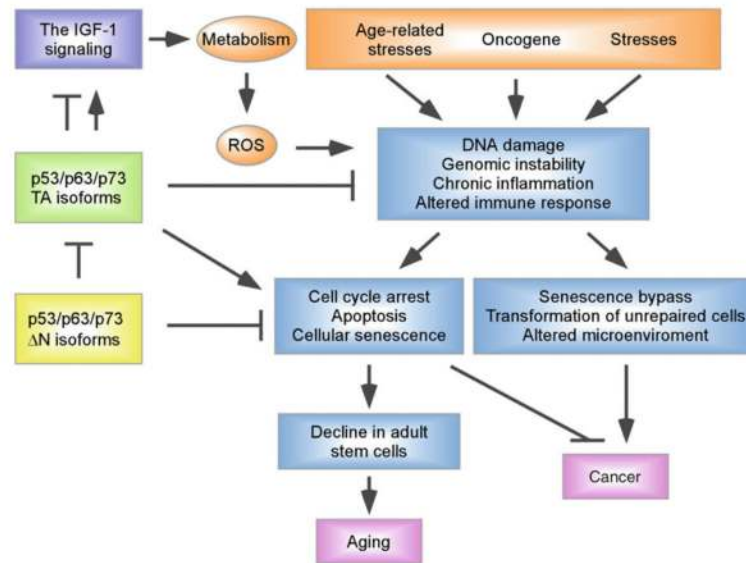 The IGF-1
signaling
Metabolism
Age-related
stresses
Oncogene
Stresses
ROS
DNA damage
Genomic instability
Chronic inflammation
Altered immune response
p53/p63/p73
TA isoforms
p53/p63/p73
ΔN isoforms
Cell cycle arrest
Apoptosis
Cellular senescence
Senescence bypass
Transformation of unrepaired cells
Altered microenviroment
Decline in adult
stem cells
Cancer
Aging